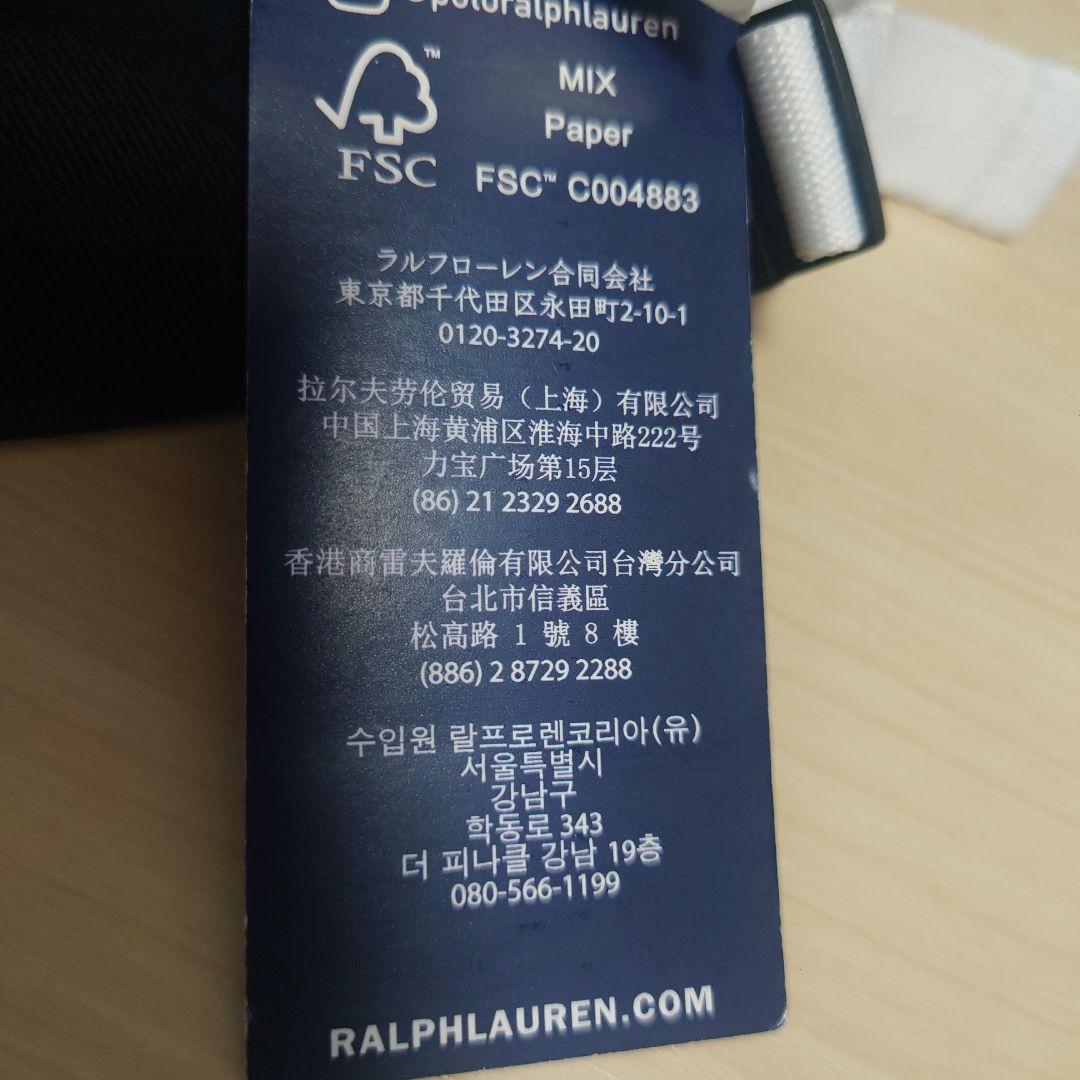 @poloralphlauren
FSC™
MIX
Paper
FSC™ C004883
ラルフローレン合同会社
東京都千代田区永田町2-10-1
0120-3274-20
拉尔夫劳伦贸易（上海）有限公司
中国上海黄浦区淮海中路222号
力宝广场第15层
(86) 21 2329 2688
香港商雷夫羅倫有限公司台灣分公司
台北市信義區
松高路 1 號 8 樓
(886) 2 8729 2288
수입원 랄프로렌코리아(유)
서울특별시
강남구
학동로 343
더 피나클 강남 19층
080-566-1199
RALPHLAUREN.COM